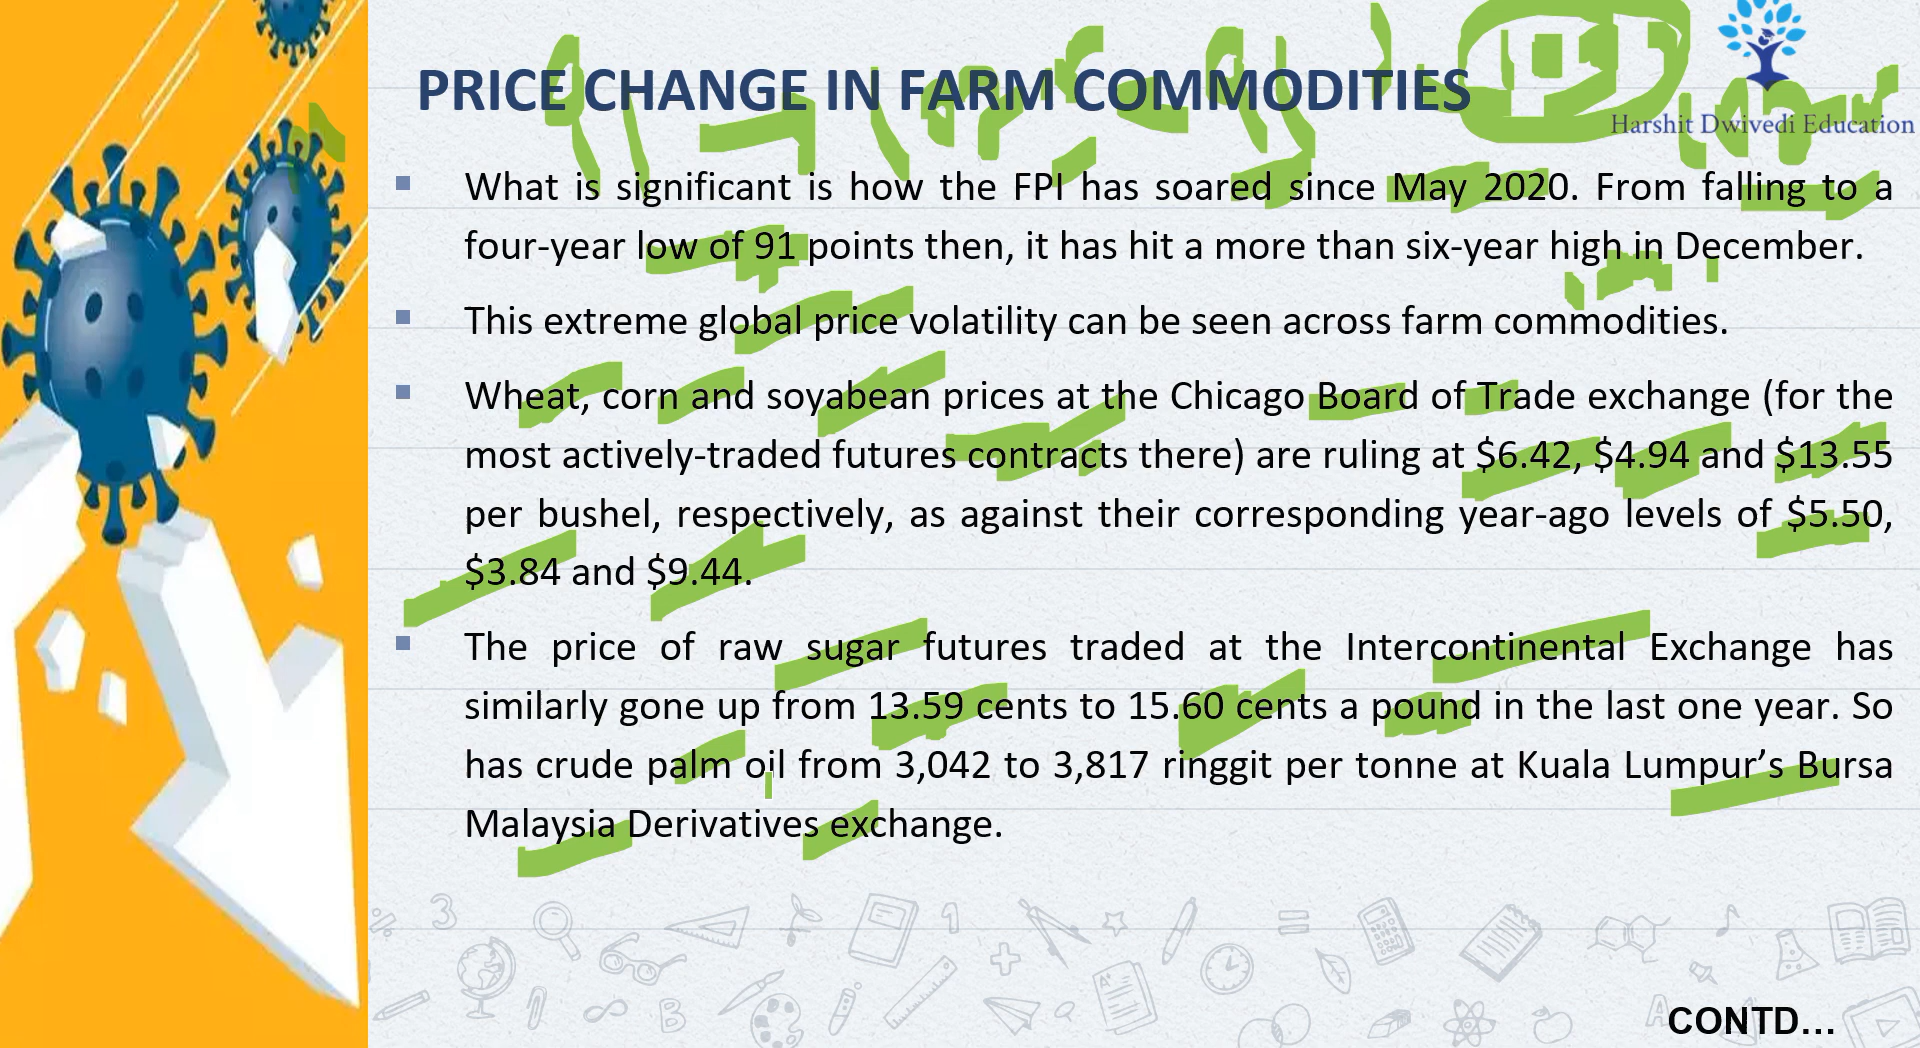 PRICE CHANGE IN FARM COMMODITIES
Harshit Dwivedi Education
What is significant is how the FPI has soared since May 2020. From falling to a
four-year low of 91 points then, it has hit a more than six-year high in December.
This extreme global price volatility can be seen across farm commodities.
Wheat, corn and soyabean prices at the Chicago Board of Trade exchange (for the
most actively-traded futures contracts there) are ruling at $6.42, $4.94 and $13.55
per bushel, respectively, as against their corresponding year-ago levels of $5.50,
$3.84 and $9.44.
The price of raw sugar futures traded at the Intercontinental Exchange has
similarly gone up from 13.59 cents to 15.60 cents a pound in the last one year. So
has crude palm oil from 3,042 to 3,817 ringgit per tonne at Kuala Lumpur’s Bursa
Malaysia Derivatives exchange.
CONTD...